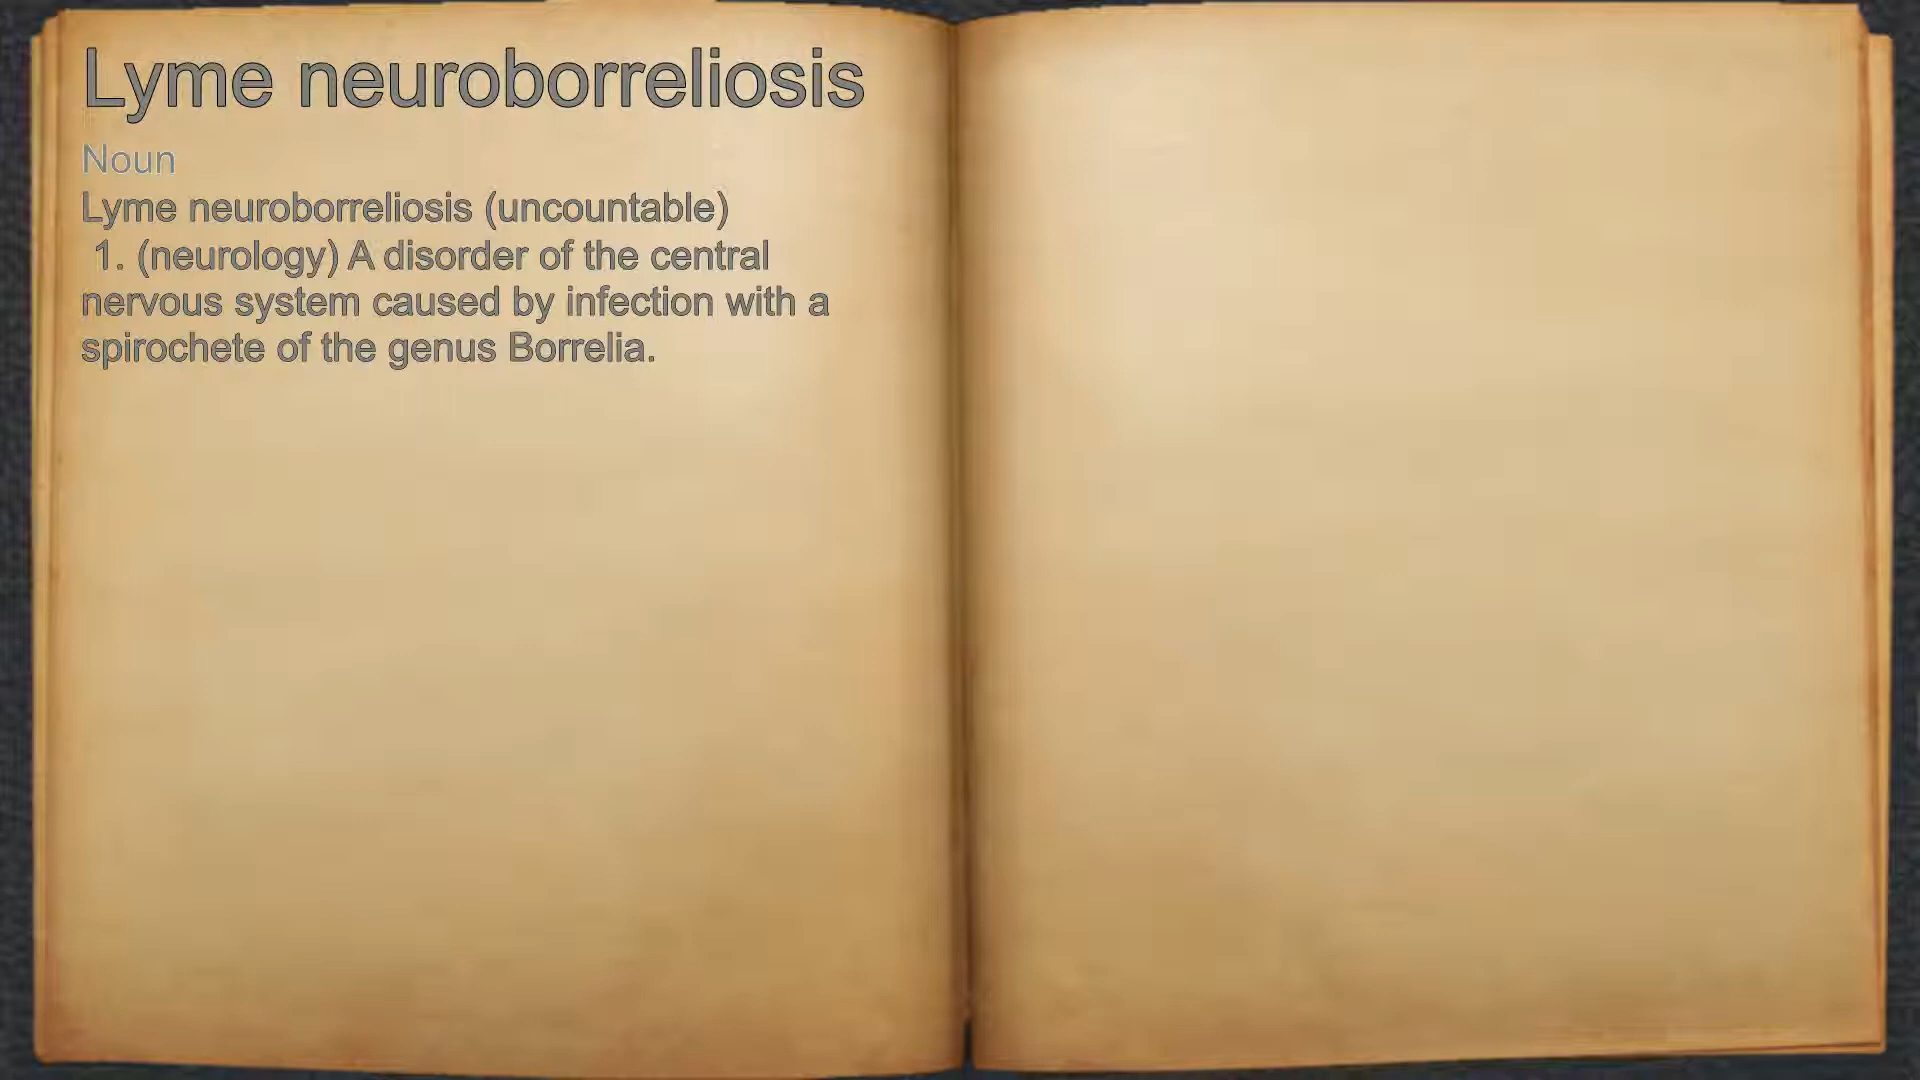 Lyme neuroborreliosis
Noun
Lyme neuroborreliosis (uncountable)
1. (neurology) A disorder of the central
nervous system caused by infection with a
spirochete of the genus Borrelia.